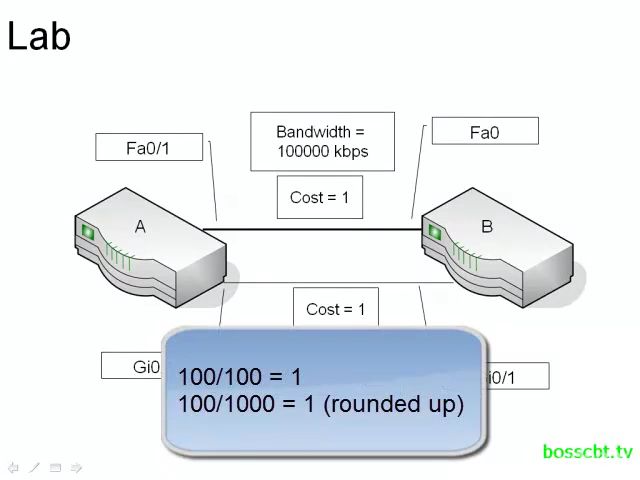 Lab
Bandwidth =
100000 kbps
Fa0/1
Fa0
Cost = 1
A
B
Cost = 1
Gi0
i0/1
100/100 = 1
100/1000 = 1 (rounded up)
bosscbt.tv